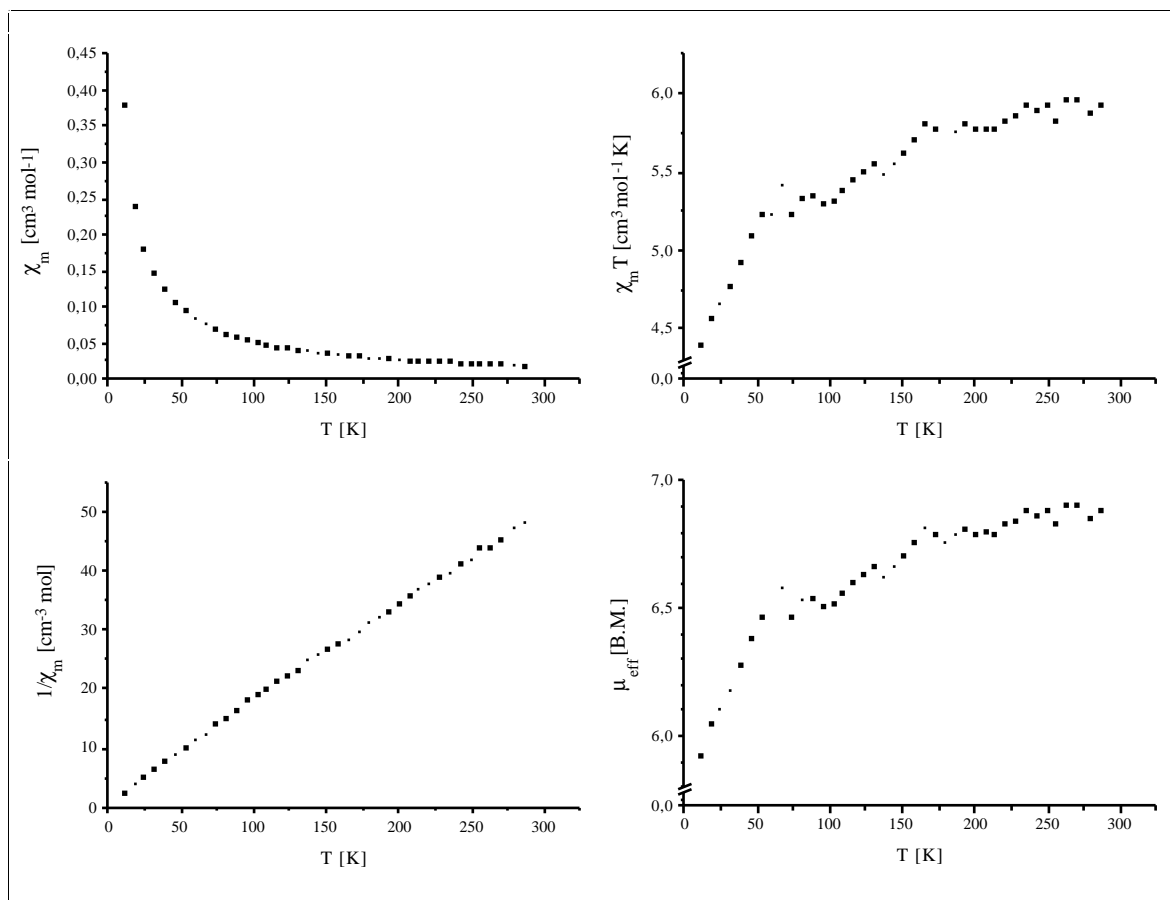 0,45
0,40
0,35
0,30
0,25
0,20
0,15
0,10
0,05
0,00
χm [cm3 mol-1]
0 50 100 150 200 250 300
T [K]
6,0
5,5
5,0
4,5
0,0
χm T [cm3 mol-1 K]
0 50 100 150 200 250 300
T [K]
50
40
30
20
10
0
1/χm [cm-3 mol]
0 50 100 150 200 250 300
T [K]
7,0
6,5
6,0
0,0
μeff [B.M.]
0 50 100 150 200 250 300
T [K]